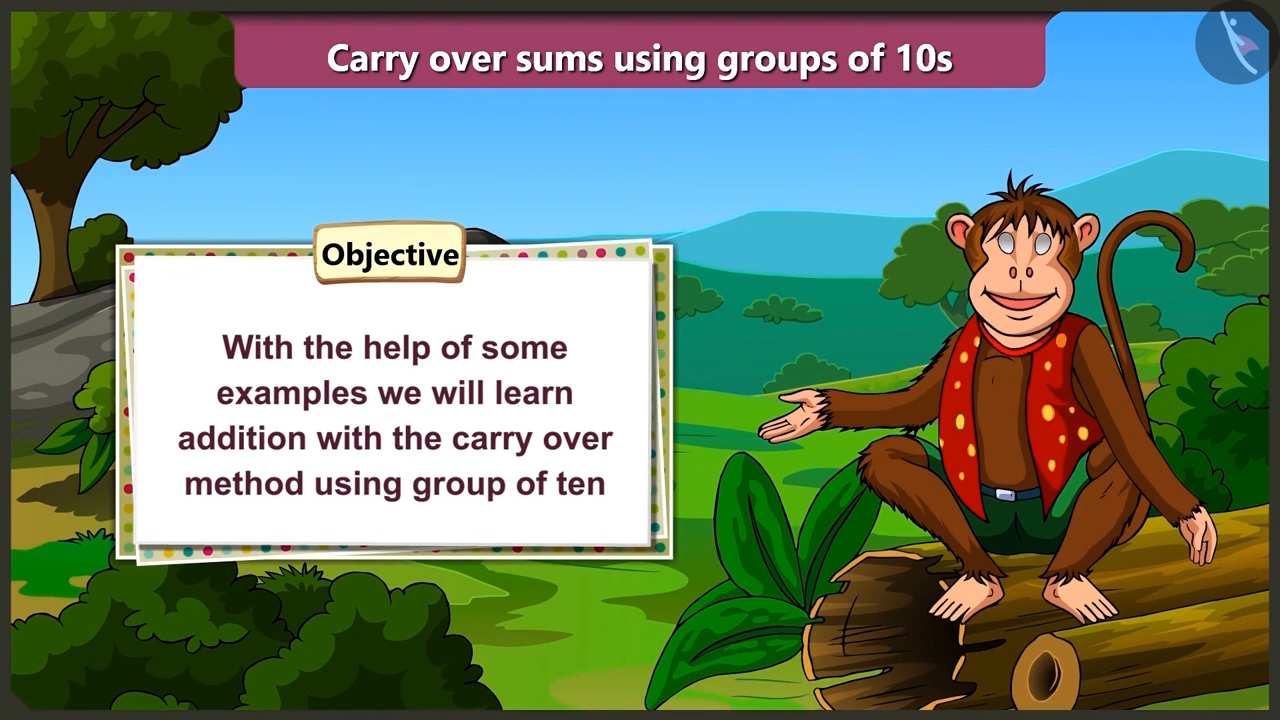 Carry over sums using groups of 10s
Objective
With the help of some
examples we will learn
addition with the carry over
method using group of ten